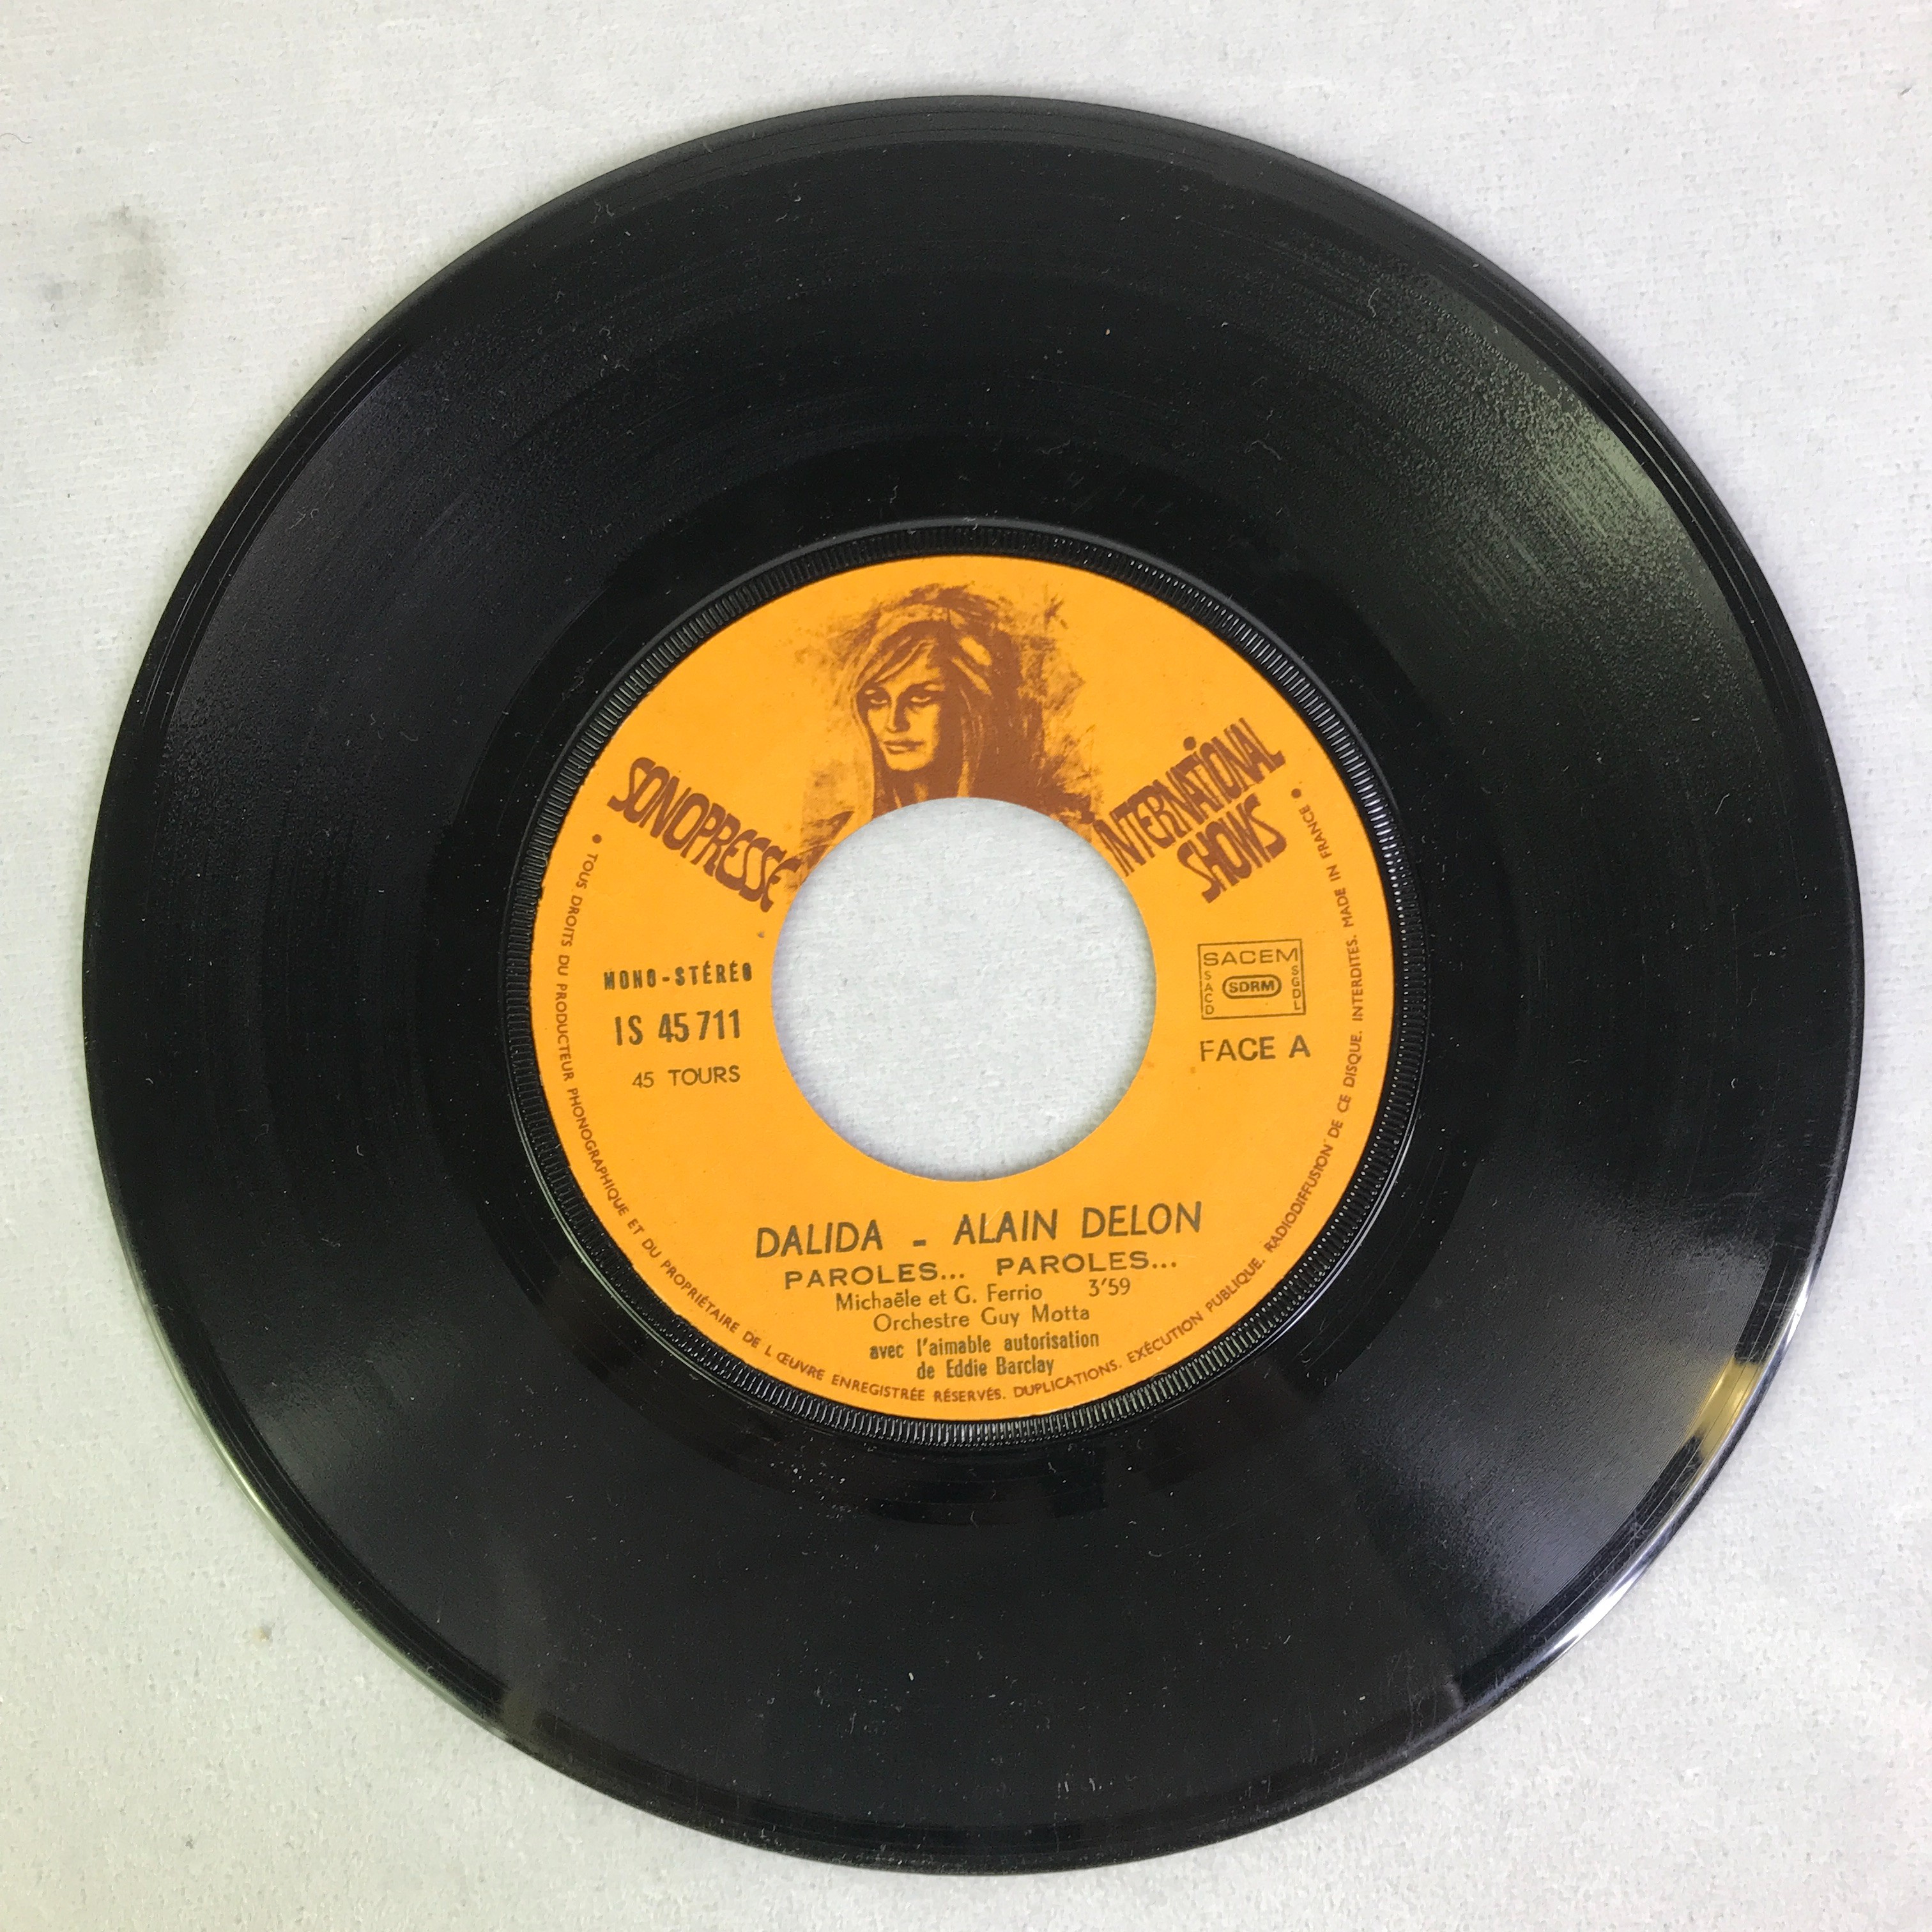 SONOPRESSE
INTERNATIONAL
SHOWS
MONO-STÉRÉO
IS 45 711
45 TOURS
SACEM
SACD
SDRM
SGDL
FACE A
DALIDA - ALAIN DELON
PAROLES... PAROLES...
Michaële et G. Ferrio 3'59
Orchestre Guy Motta
avec l'aimable autorisation
de Eddie Barclay
• TOUS DROITS DU PRODUCTEUR PHONOGRAPHIQUE ET DU PROPRIÉTAIRE DE L'ŒUVRE ENREGISTRÉE RÉSERVÉS. DUPLICATIONS. EXÉCUTION PUBLIQUE. RADIODIFFUSION DE CE DISQUE. INTERDITES. MADE IN FRANCE •